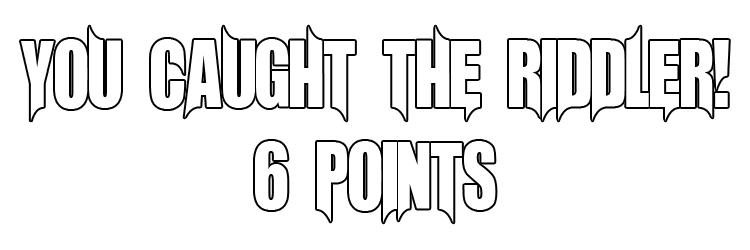 YOU CAUGHT THE RIDDLER!
6 POINTS